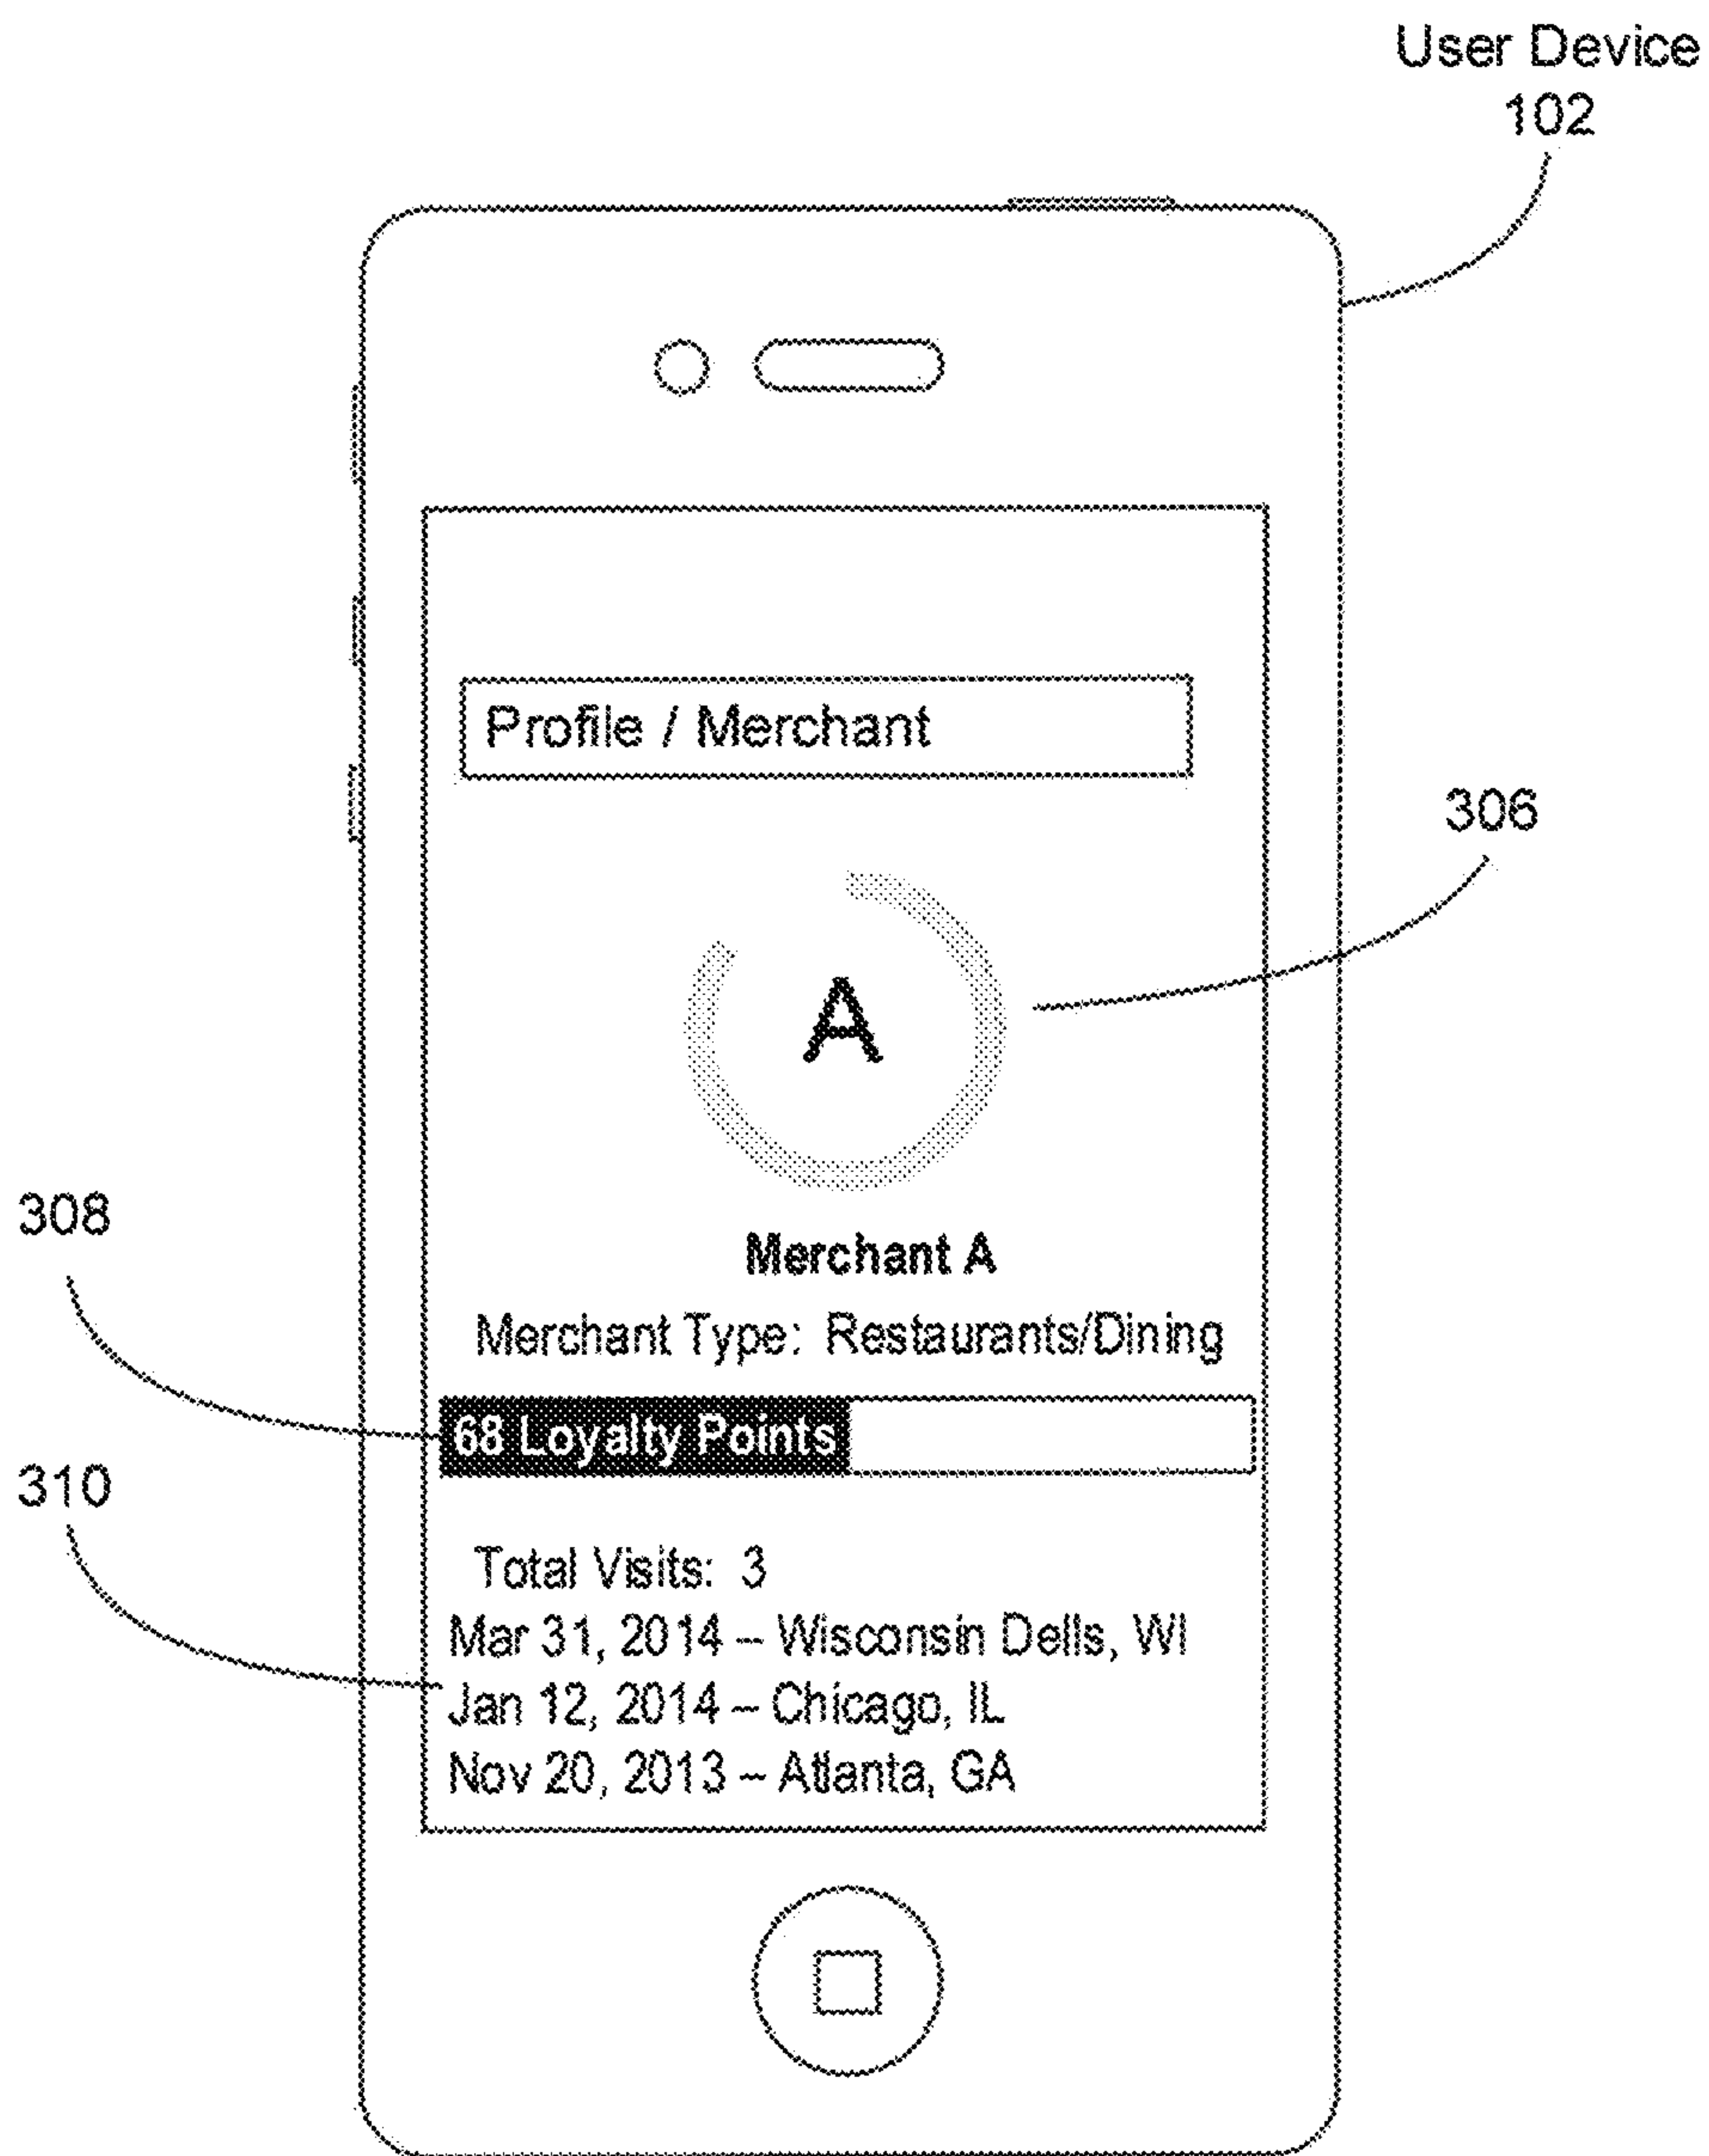 User Device
102
Profile / Merchant
306
A
308
Merchant A
Merchant Type: Restaurants/Dining
68 Loyalty Points
310
Total Visits: 3
Mar 31, 2014 – Wisconsin Dells, WI
Jan 12, 2014 – Chicago, IL
Nov 20, 2013 – Atlanta, GA